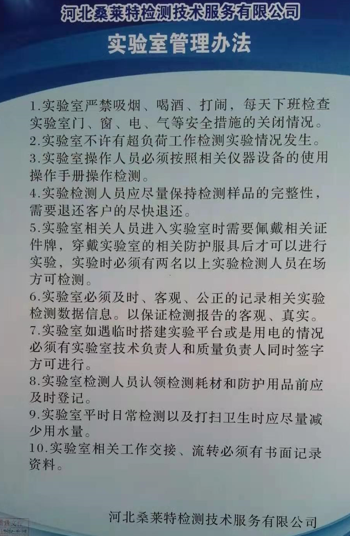 河北桑莱特检测技术服务有限公司
实验室管理办法
1.实验室严禁吸烟、喝酒、打闹，每天下班检查
实验室门、窗、电、气等安全措施的关闭情况。
2.实验室不许有超负荷工作检测实验情况发生。
3.实验室操作人员必须按照相关仪器设备的使用
操作手册操作检测。
4.实验检测人员应尽量保持检测样品的完整性，
需要退还客户的尽快退还。
5.实验室相关人员进入实验室时需要佩戴相关证
件牌，穿戴实验室的相关防护服具后才可以进行
实验，实验时必须有两名以上实验检测人员在场
方可检测。
6.实验室必须及时、客观、公正的记录相关实验
检测数据信息。以保证检测报告的客观、真实。
7.实验室如遇临时搭建实验平台或是用电的情况
必须有实验室技术负责人和质量负责人同时签字
方可进行。
8.实验室检测人员认领检测耗材和防护用品前应
及时登记。
9.实验室平时日常检测以及打扫卫生时应尽量减
少用水量。
10.实验室相关工作交接、流转必须有书面记录
资料。
河北桑莱特检测技术服务有限公司